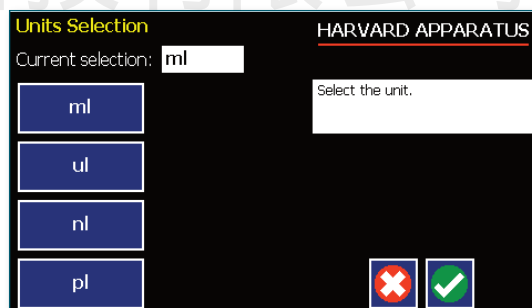 Units Selection
HARVARD APPARATUS
Current selection: ml
Select the unit.
ml
ul
nl
pl